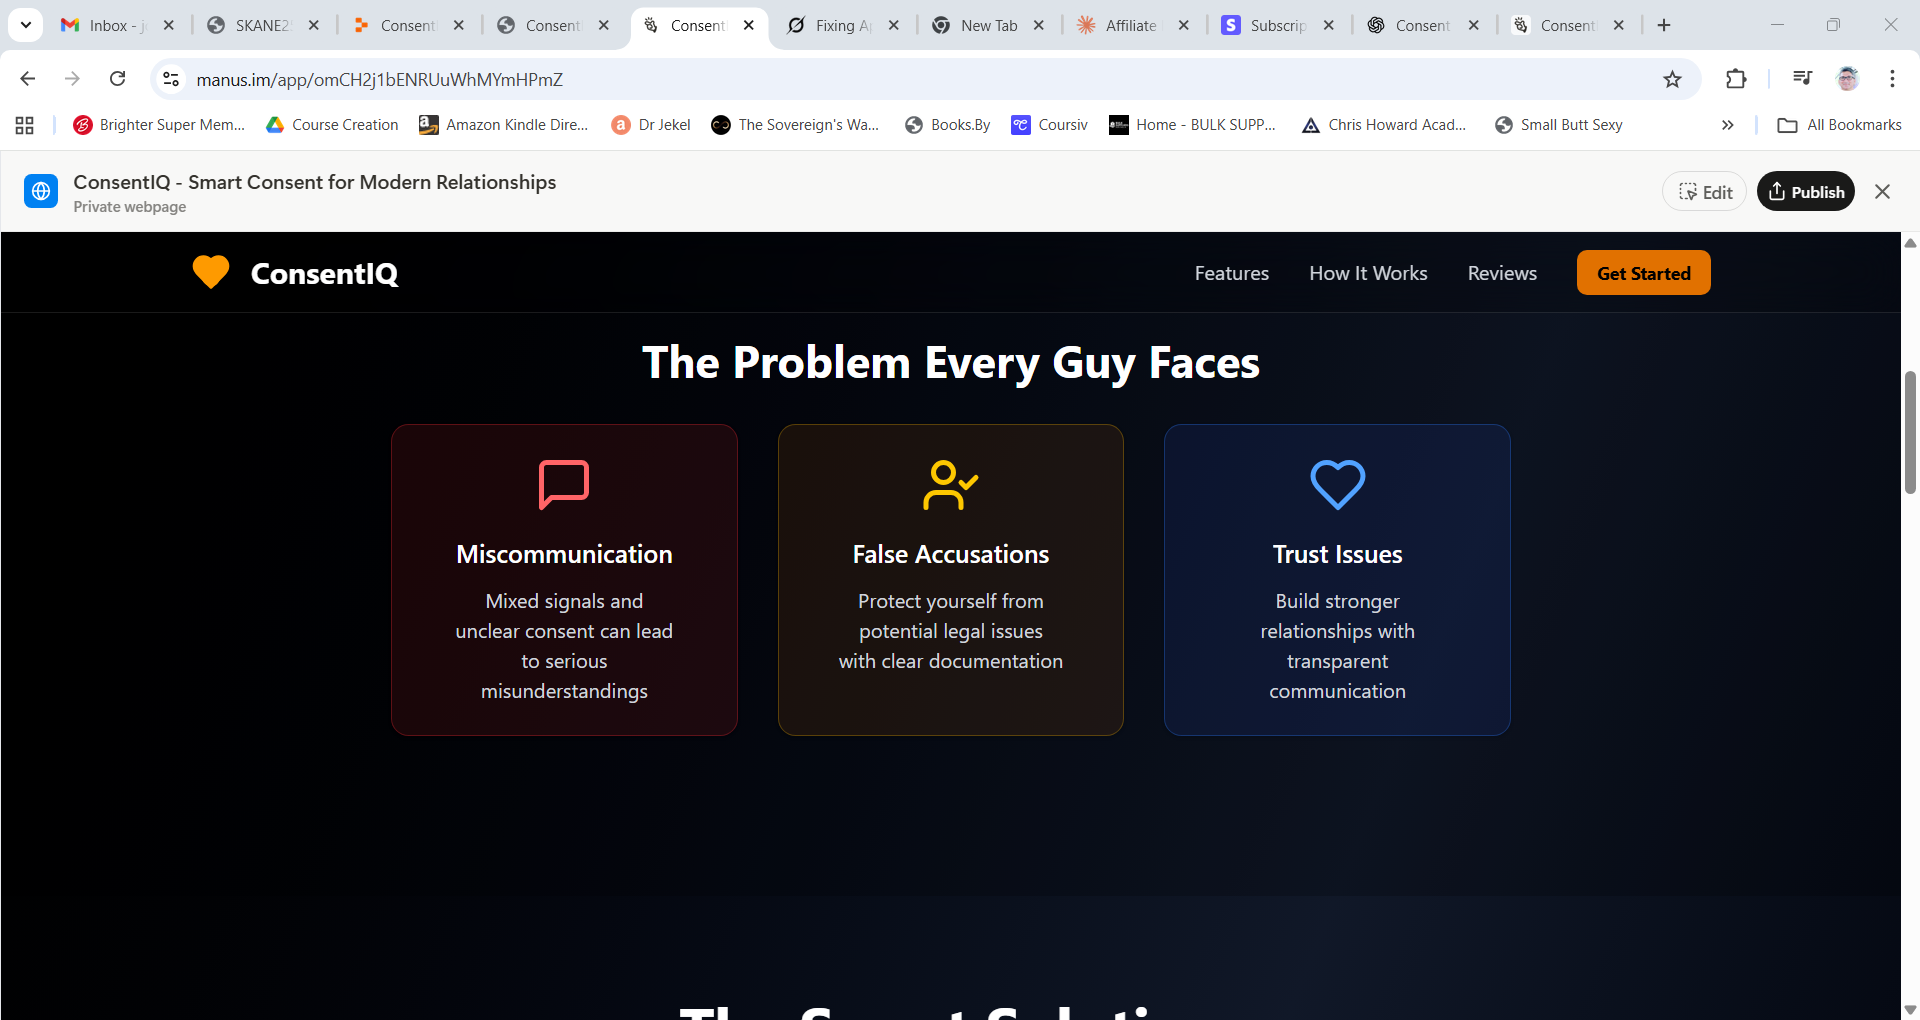 Inbox - j
SKANE2
Consent
Consent
Consent
Fixing A
New Tab
Affiliate
Subscrip
Consent
Consent
manus.im/app/omCH2j1bENRUuWhMYmHPmZ
Brighter Super Mem...
Course Creation
Amazon Kindle Dire...
Dr Jekel
The Sovereign's Wa...
Books.By
Coursiv
Home - BULK SUPP...
Chris Howard Acad...
Small Butt Sexy
All Bookmarks
ConsentIQ - Smart Consent for Modern Relationships
Private webpage
Edit
Publish
ConsentIQ
Features
How It Works
Reviews
Get Started
The Problem Every Guy Faces
Miscommunication
Mixed signals and
unclear consent can lead
to serious
misunderstandings
False Accusations
Protect yourself from
potential legal issues
with clear documentation
Trust Issues
Build stronger
relationships with
transparent
communication
The Smart Soluti